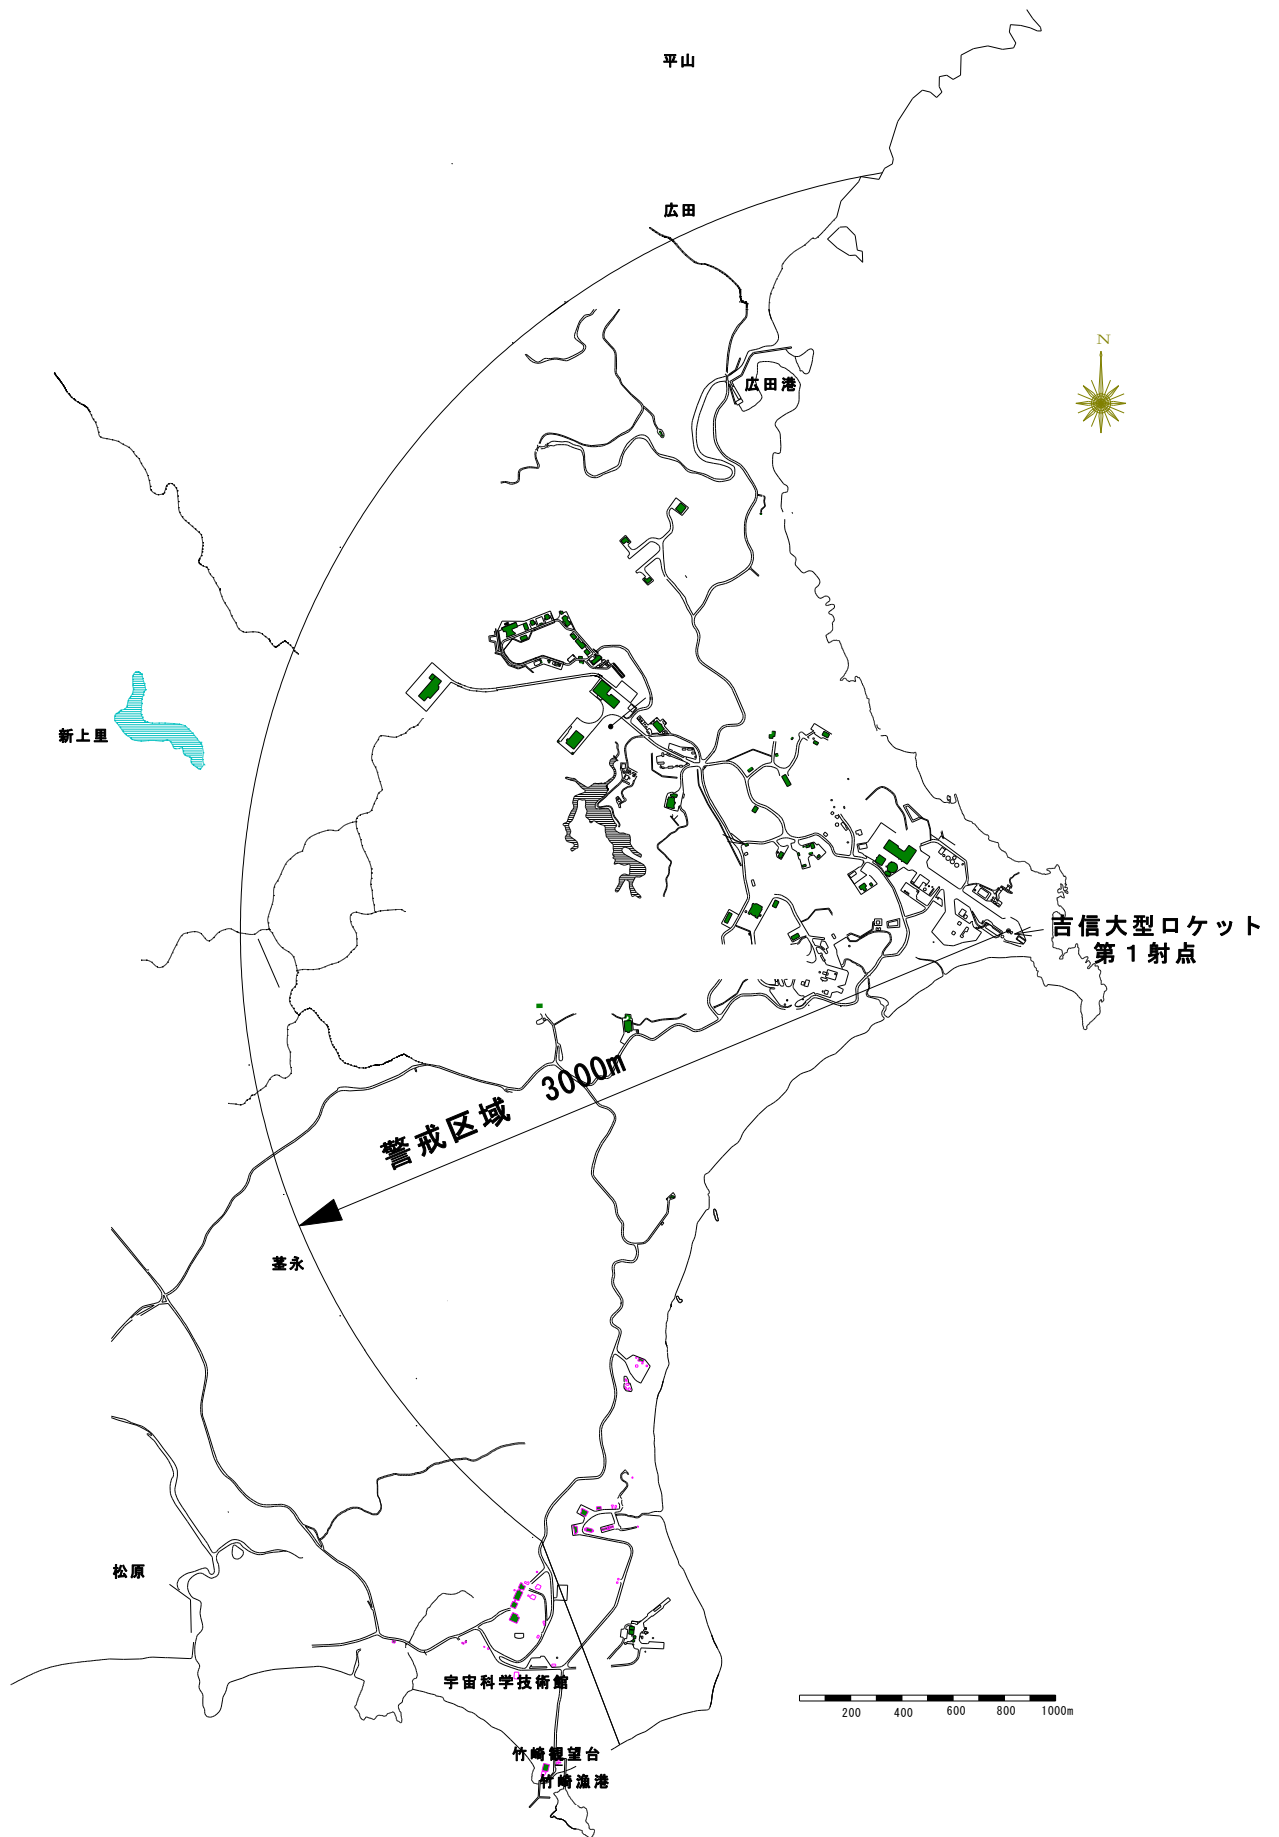 平山
広田
N
広田港
新上里
吉信大型ロケット
第1射点
警戒区域 3000m
茎永
松原
宇宙科学技術館
200 400 600 800 1000m
竹崎観望台
竹崎漁港